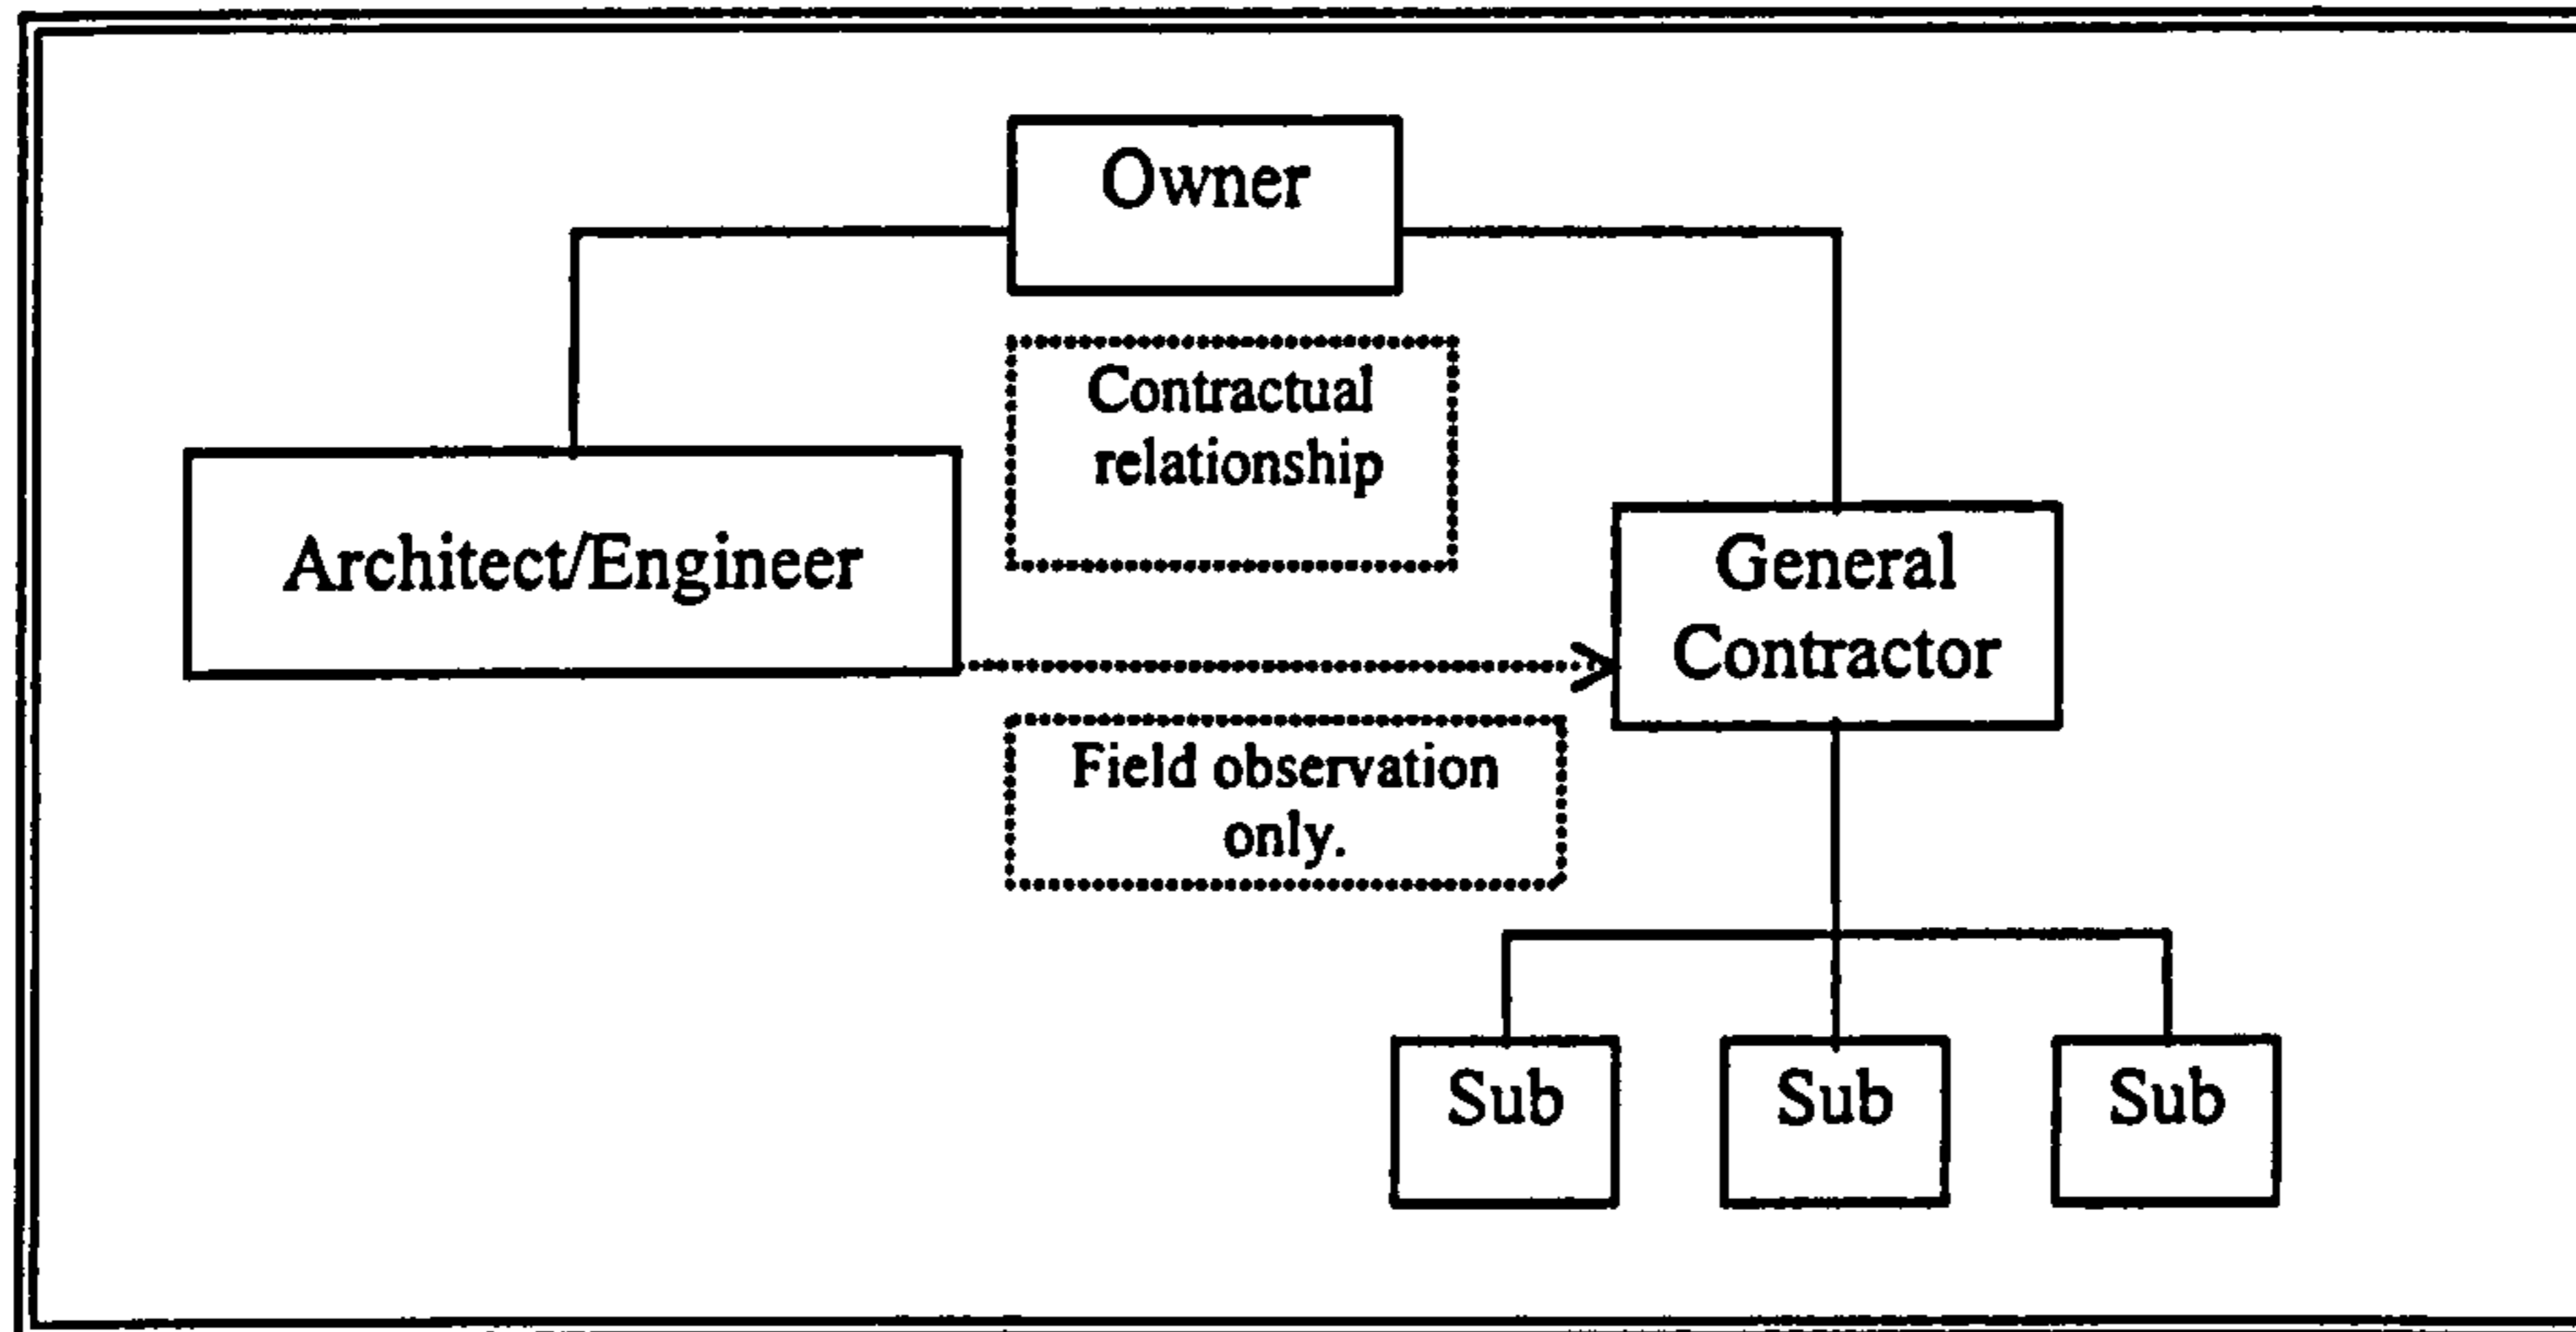 Owner
Contractual
relationship
Architect/Engineer
General
Contractor
Field observation
only.
Sub
Sub
Sub